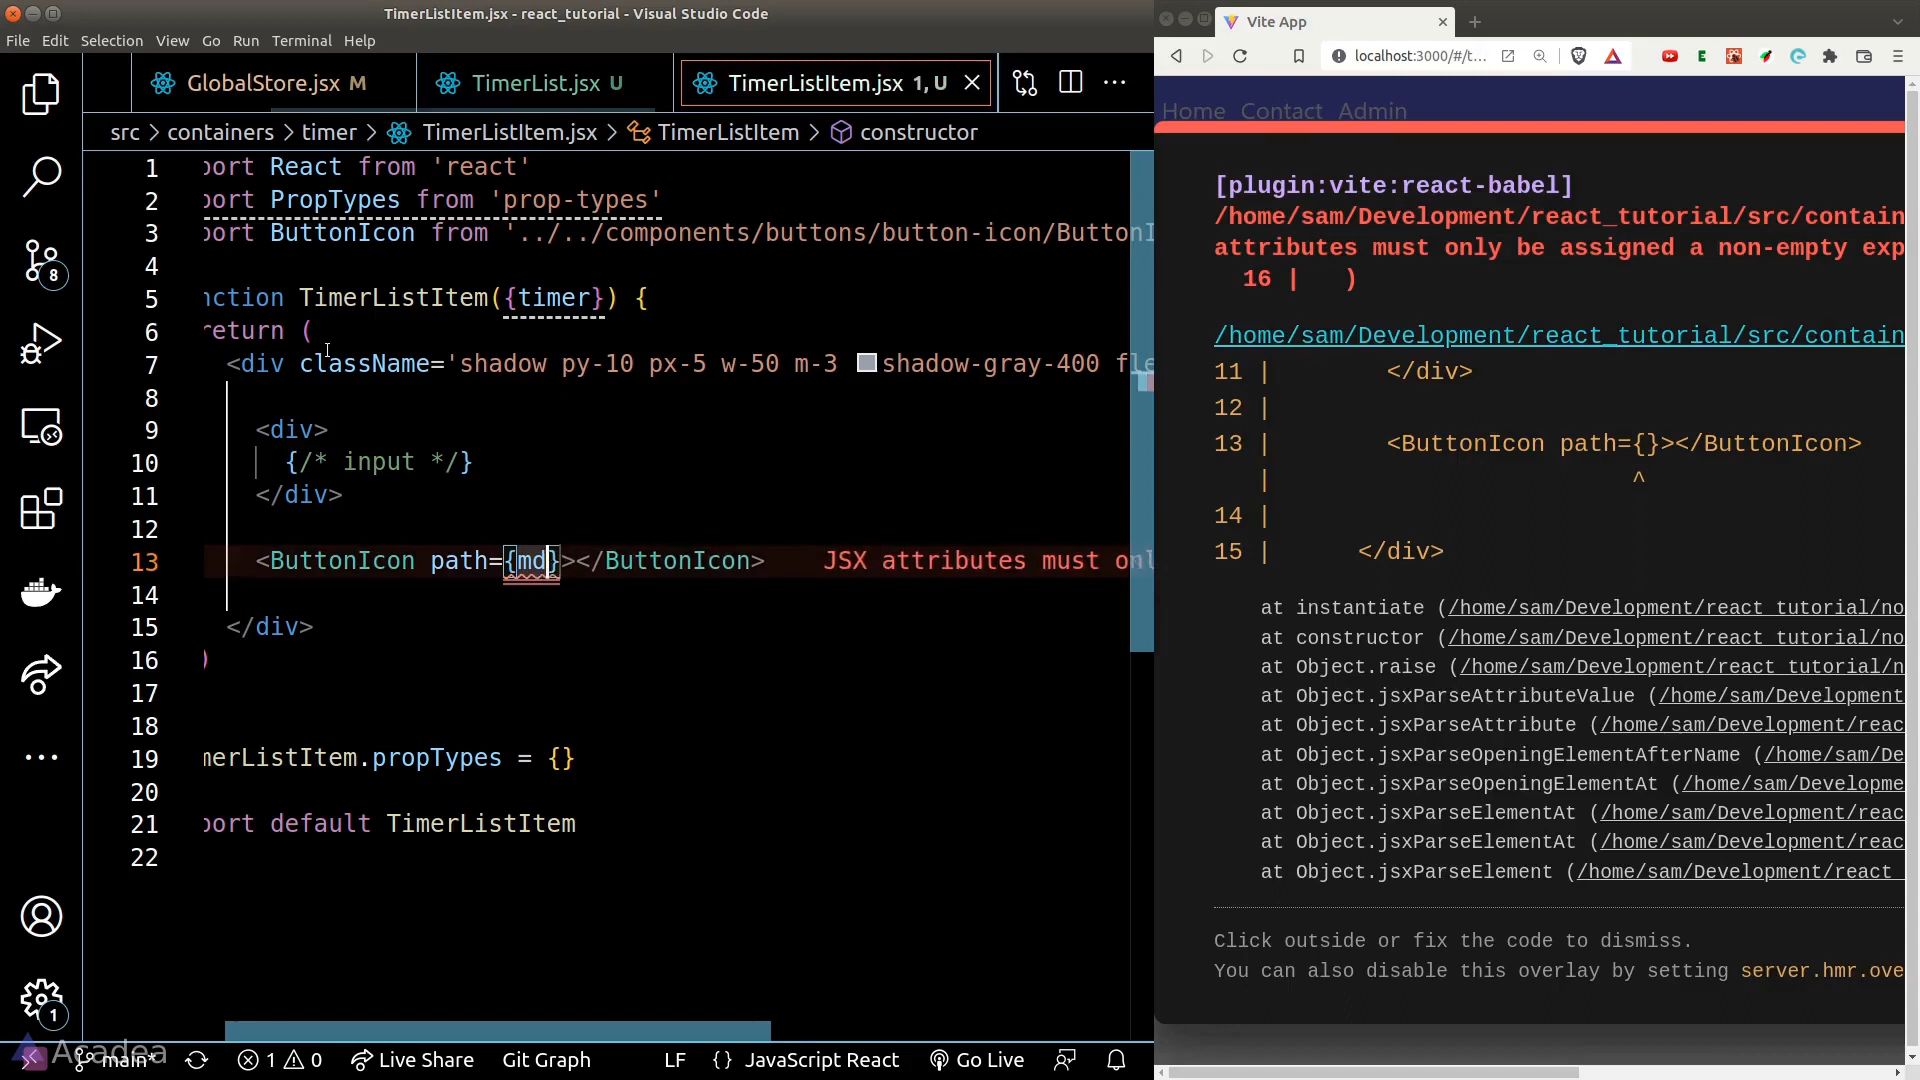 TimerListItem.jsx - react_tutorial - Visual Studio Code
File Edit Selection View Go Run Terminal Help
GlobalStore.jsx M
TimerList.jsx U
TimerListItem.jsx 1, U
src > containers > timer > TimerListItem.jsx > TimerListItem > constructor
1 port React from 'react'
2 port PropTypes from 'prop-types'
3 port ButtonIcon from '../../components/buttons/button-icon/ButtonI
4
5 nction TimerListItem({timer}) {
6 return (
7 <div className='shadow py-10 px-5 w-50 m-3 shadow-gray-400 fle
8
9 <div>
10 {/* input */}
11 </div>
12
13 <ButtonIcon path={md}></ButtonIcon> JSX attributes must onl
14
15 </div>
16 )
17
18
19 merListItem.propTypes = {}
20
21 port default TimerListItem
22
8
1
Acadea
main* 1 0 Live Share Git Graph LF {} JavaScript React Go Live
Vite App
localhost:3000/#/t...
Home Contact Admin
[plugin:vite:react-babel]
/home/sam/Development/react_tutorial/src/contain
attributes must only be assigned a non-empty exp
16 | )
/home/sam/Development/react_tutorial/src/contain
11 | </div>
12 |
13 | <ButtonIcon path={}></ButtonIcon>
| ^
14 |
15 | </div>
at instantiate (/home/sam/Development/react_tutorial/no
at constructor (/home/sam/Development/react_tutorial/no
at Object.raise (/home/sam/Development/react_tutorial/n
at Object.jsxParseAttributeValue (/home/sam/Development
at Object.jsxParseAttribute (/home/sam/Development/reac
at Object.jsxParseOpeningElementAfterName (/home/sam/De
at Object.jsxParseOpeningElementAt (/home/sam/Developme
at Object.jsxParseElementAt (/home/sam/Development/reac
at Object.jsxParseElementAt (/home/sam/Development/reac
at Object.jsxParseElement (/home/sam/Development/react_
Click outside or fix the code to dismiss.
You can also disable this overlay by setting server.hmr.ove